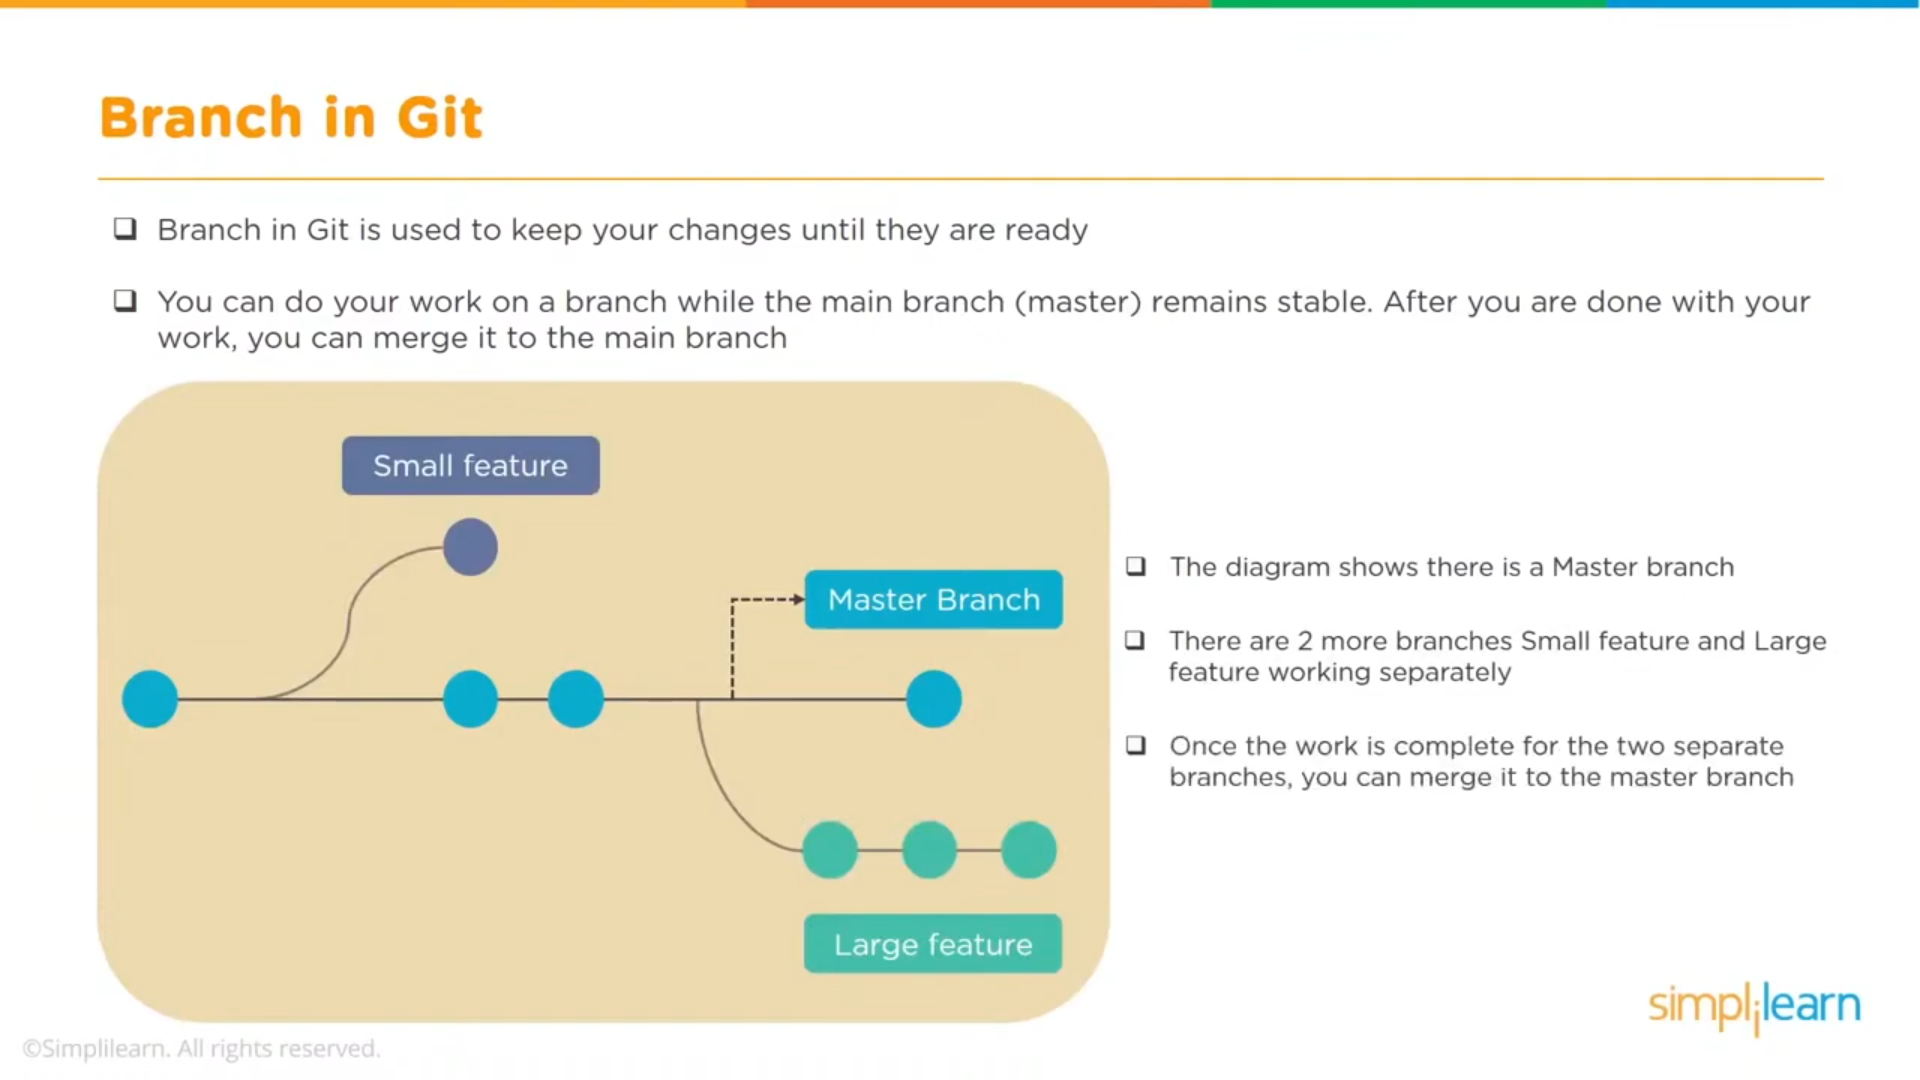 Branch in Git
❑ Branch in Git is used to keep your changes until they are ready
❑ You can do your work on a branch while the main branch (master) remains stable. After you are done with your
work, you can merge it to the main branch
Small feature
Master Branch
Large feature
❑ The diagram shows there is a Master branch
❑ There are 2 more branches Small feature and Large
feature working separately
❑ Once the work is complete for the two separate
branches, you can merge it to the master branch
simplilearn
©Simplilearn. All rights reserved.